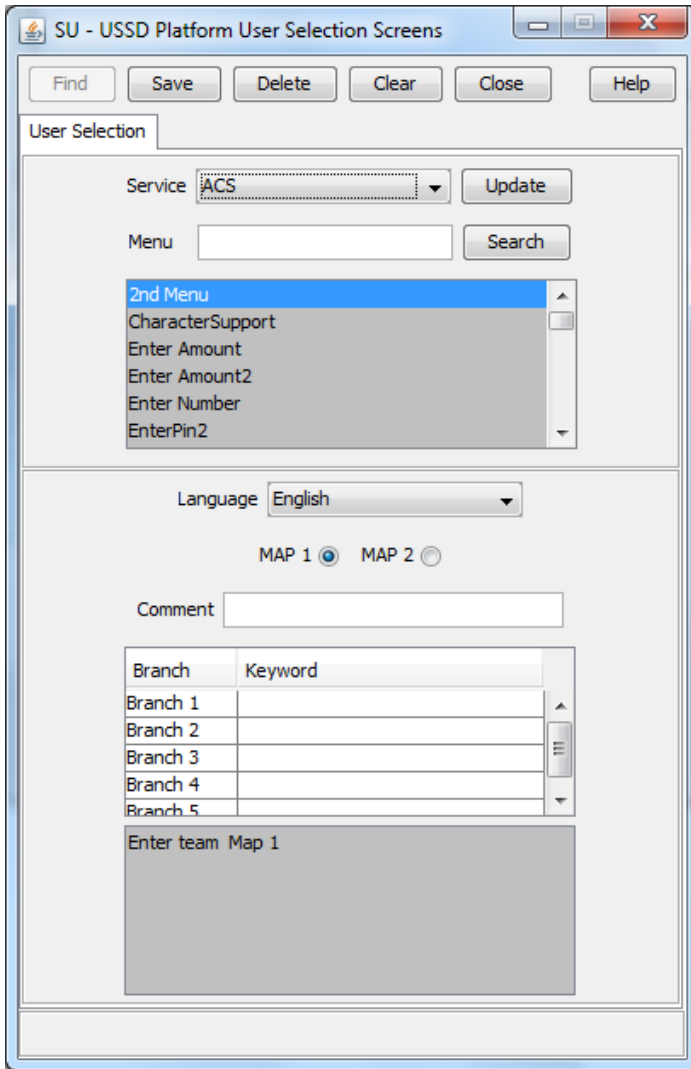 SU - USSD Platform User Selection Screens
Find Save Delete Clear Close Help
User Selection
Service ACS Update
Menu Search
2nd Menu
CharacterSupport
Enter Amount
Enter Amount2
Enter Number
EnterPin2
Language English
MAP 1 MAP 2
Comment
Branch Keyword
Branch 1
Branch 2
Branch 3
Branch 4
Branch 5
Enter team Map 1